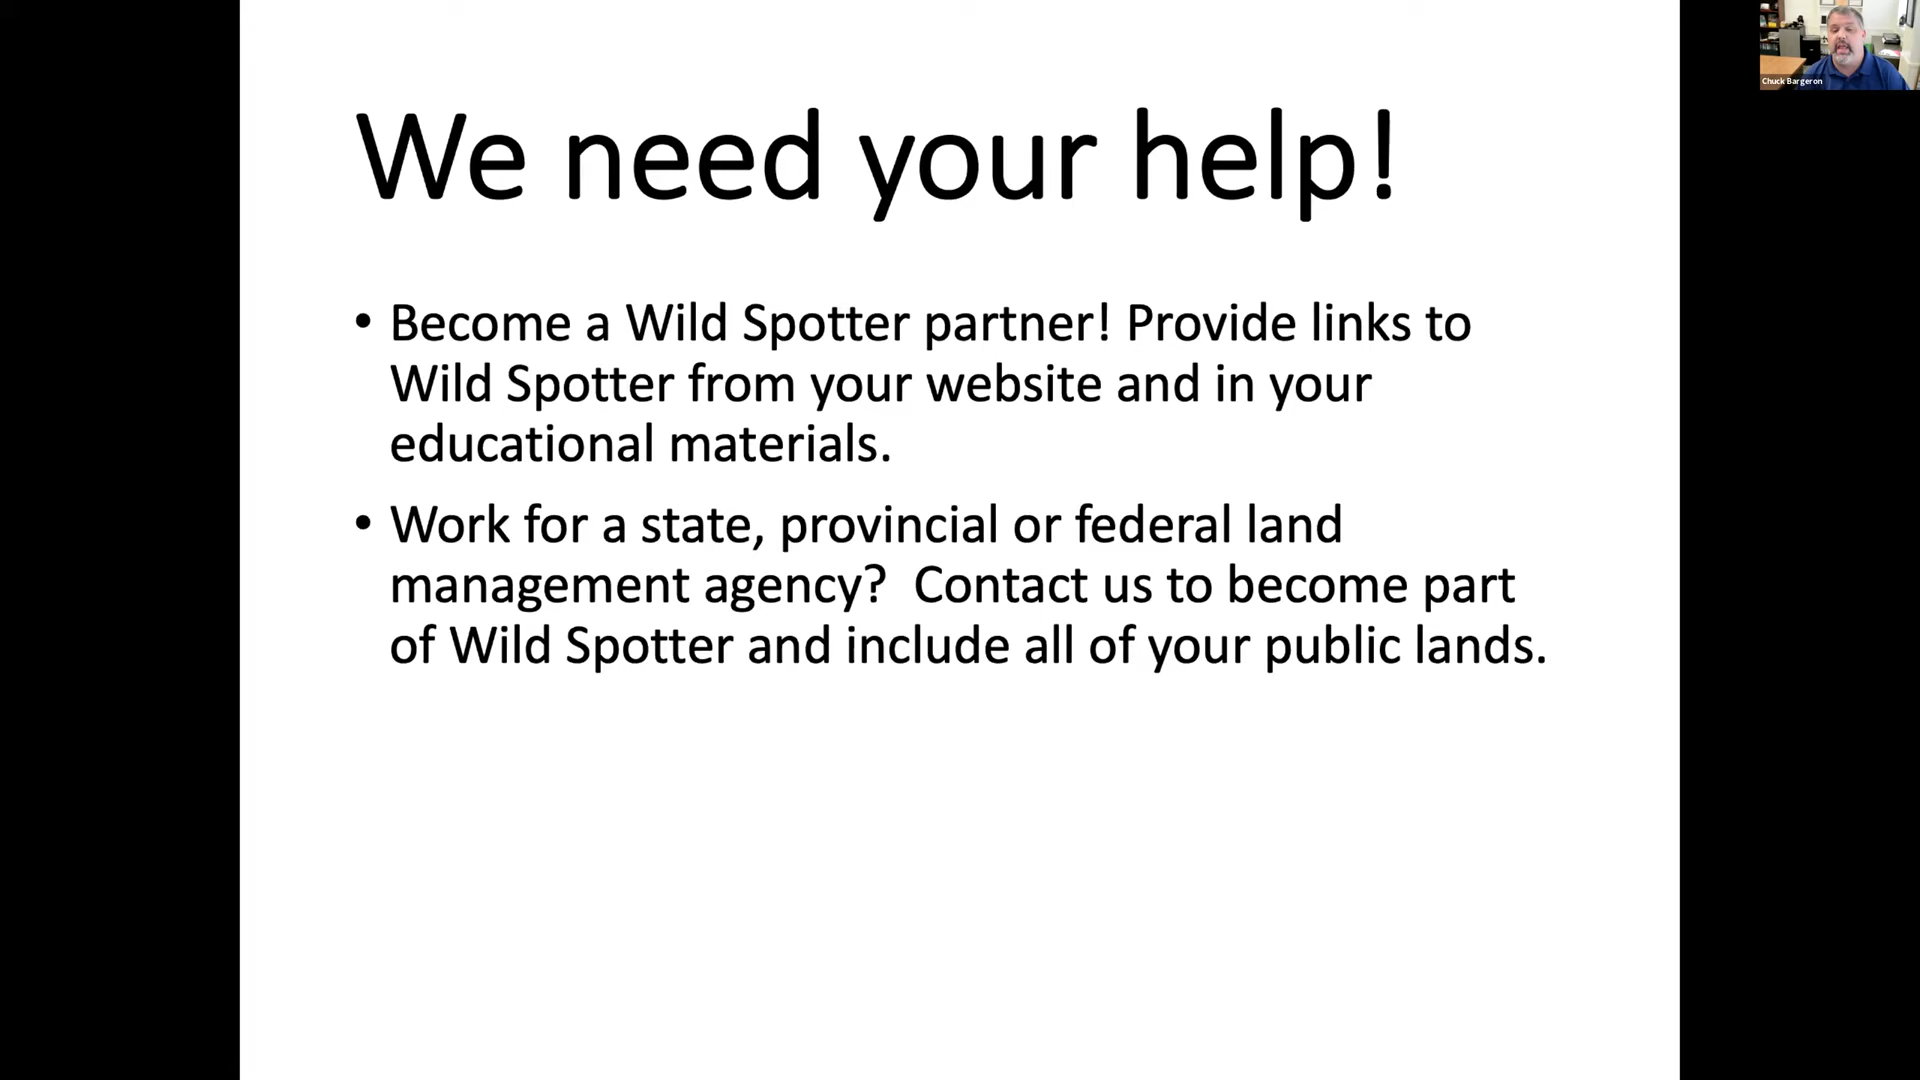 We need your help!
• Become a Wild Spotter partner! Provide links to
Wild Spotter from your website and in your
educational materials.
• Work for a state, provincial or federal land
management agency?  Contact us to become part
of Wild Spotter and include all of your public lands.
Chuck Bargeron